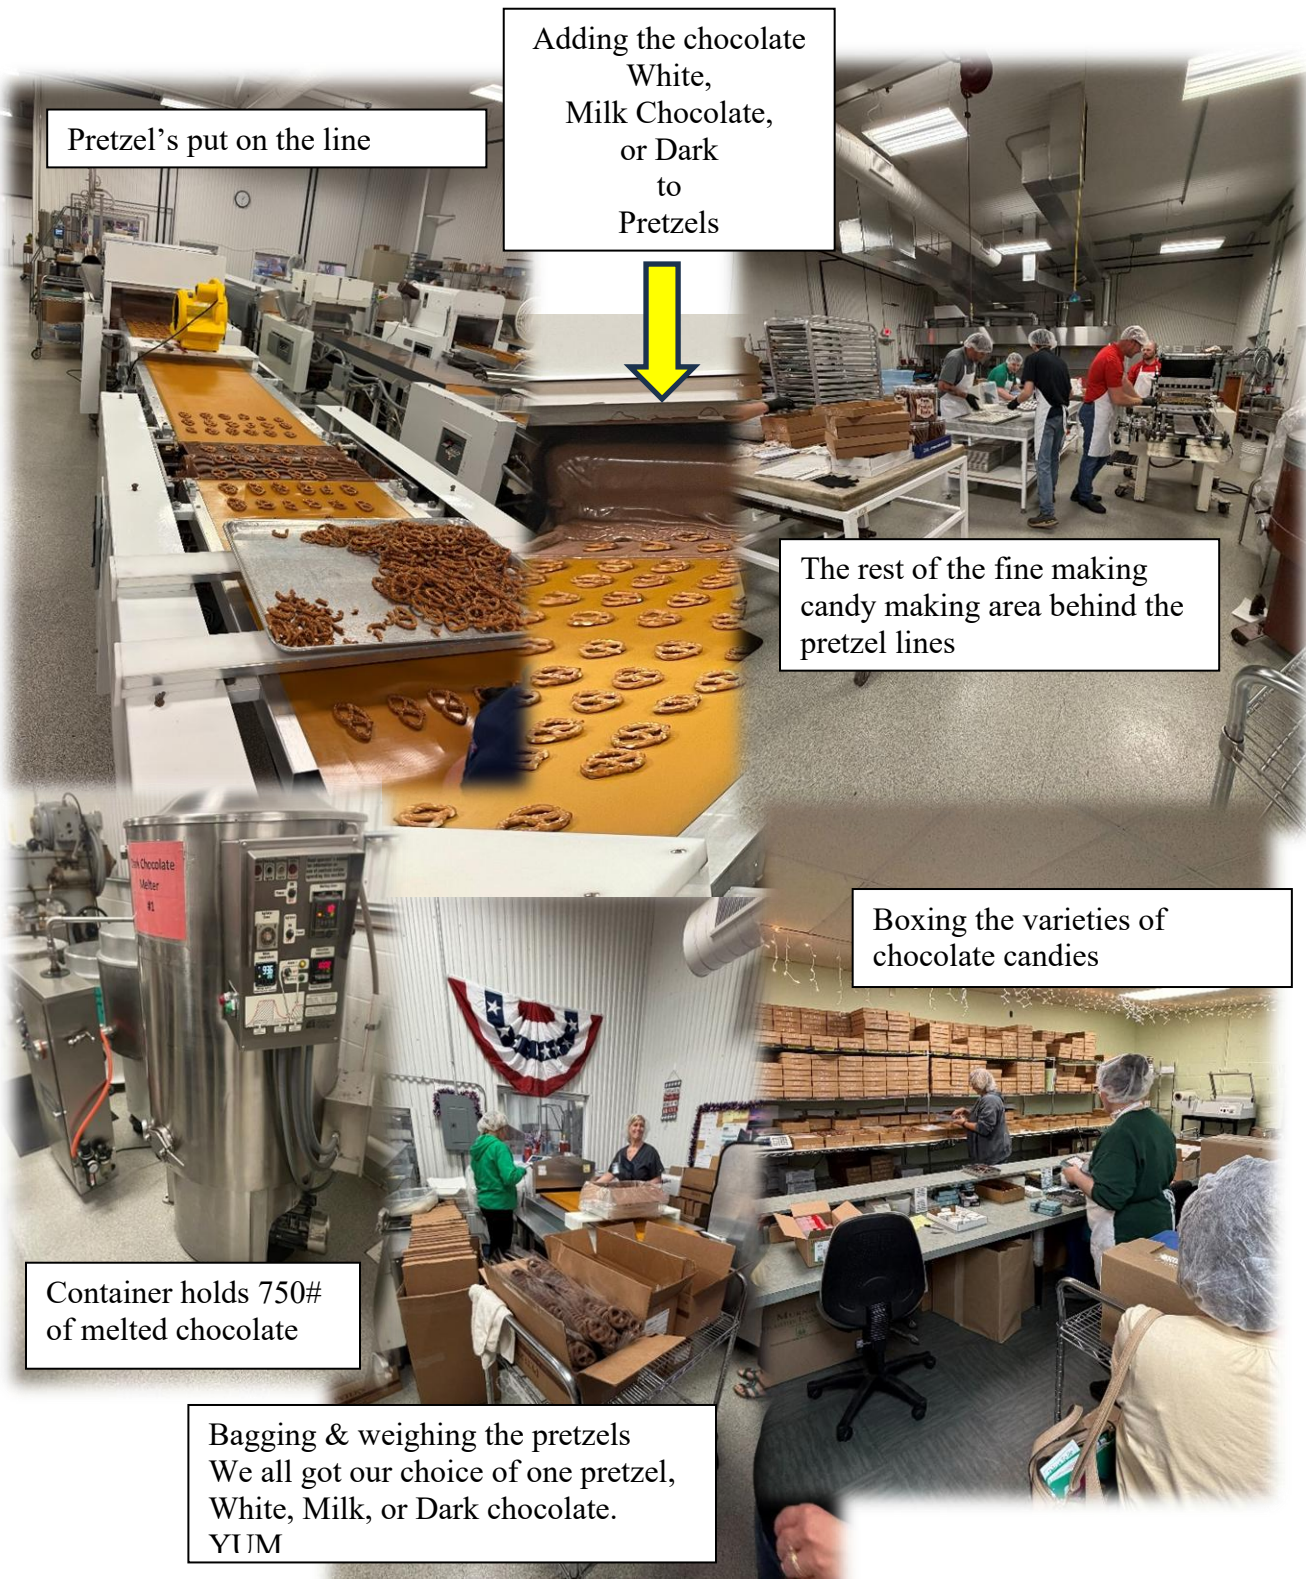 Adding the chocolate
White,
Milk Chocolate,
or Dark
to
Pretzels
Pretzel's put on the line
The rest of the fine making
candy making area behind the
pretzel lines
Chocolate
Melter
#1
Boxing the varieties of
chocolate candies
Container holds 750#
of melted chocolate
Bagging & weighing the pretzels
We all got our choice of one pretzel,
White, Milk, or Dark chocolate.
YUM